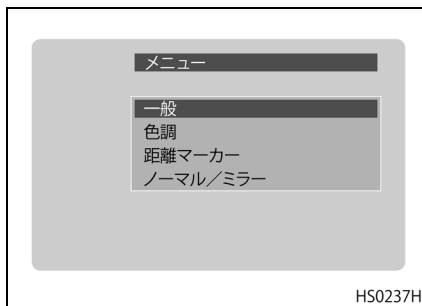 メニュー
一般
色調
距離マーカー
ノーマル／ミラー
HS0237H